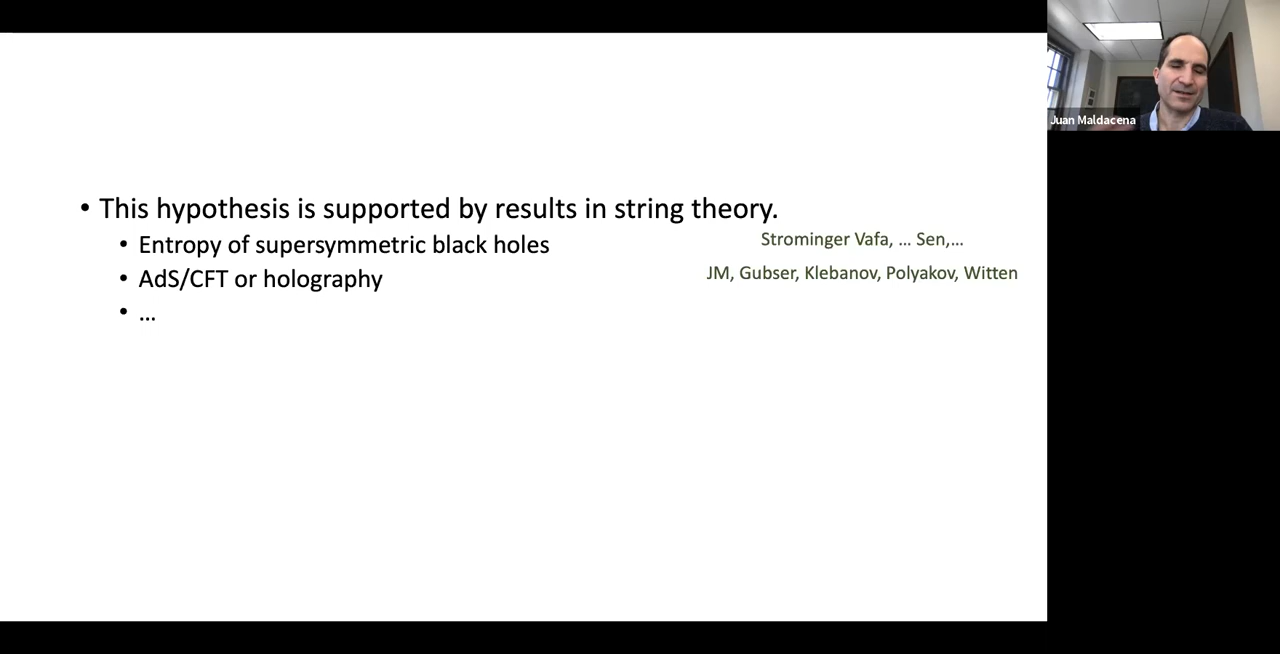 • This hypothesis is supported by results in string theory.
• Entropy of supersymmetric black holes
Strominger Vafa, ... Sen,...
• AdS/CFT or holography
JM, Gubser, Klebanov, Polyakov, Witten
• ...
Juan Maldacena